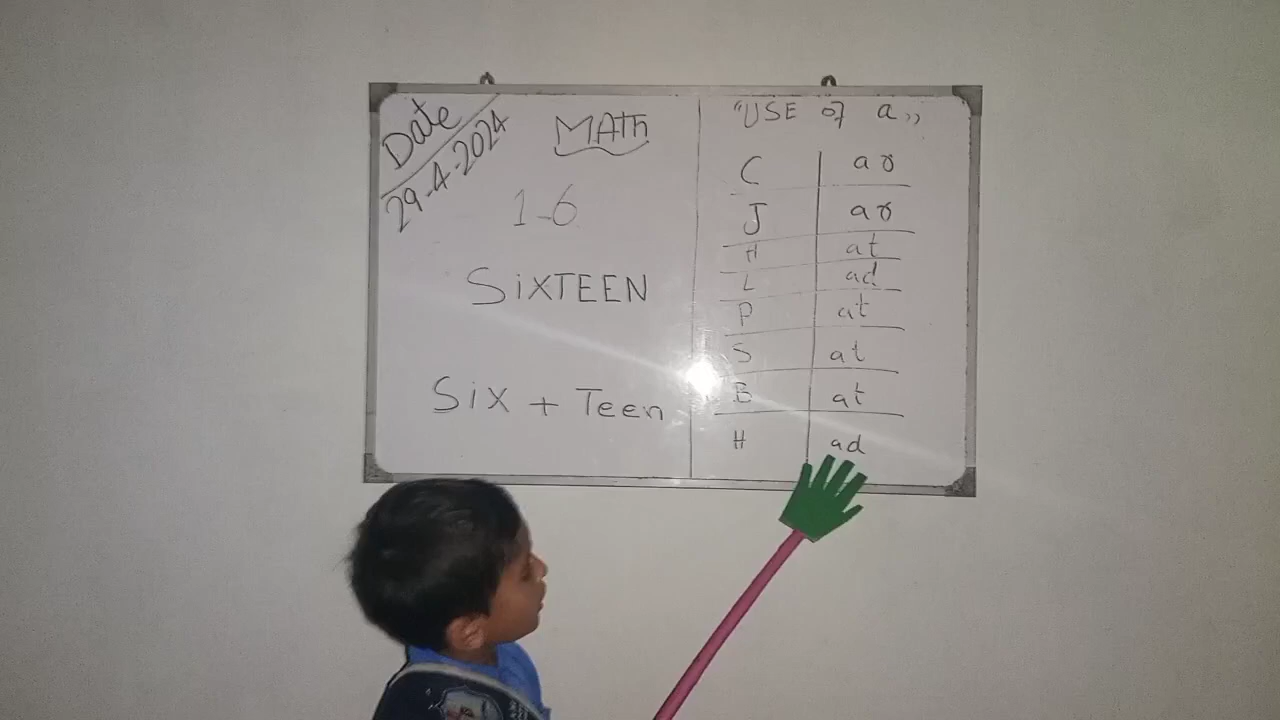 Date
29-4-2024
MATh
1-6
SiXTEEN
Six + Teen
"USE of a"
C ar
J ar
H at
L ad
P at
S at
B at
H ad